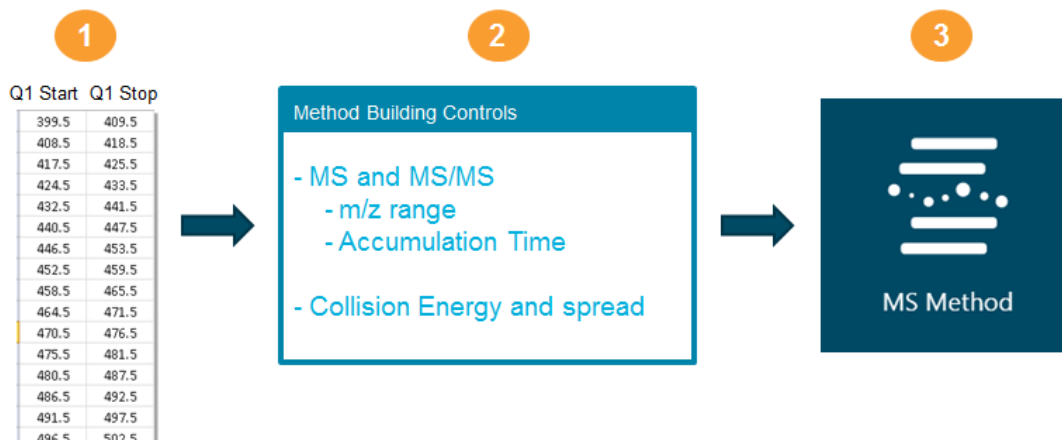 1
2
3
Q1 Start Q1 Stop
399.5 409.5
408.5 418.5
417.5 425.5
424.5 433.5
432.5 441.5
440.5 447.5
446.5 453.5
452.5 459.5
458.5 465.5
464.5 471.5
470.5 476.5
475.5 481.5
480.5 487.5
486.5 492.5
491.5 497.5
496.5 502.5
Method Building Controls
- MS and MS/MS
- m/z range
- Accumulation Time
- Collision Energy and spread
MS Method